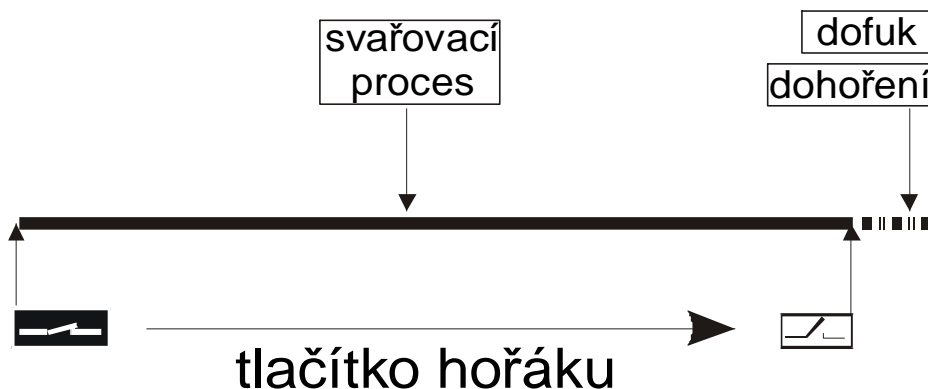 svařovací
proces
dofuk
dohoření
tlačítko hořáku